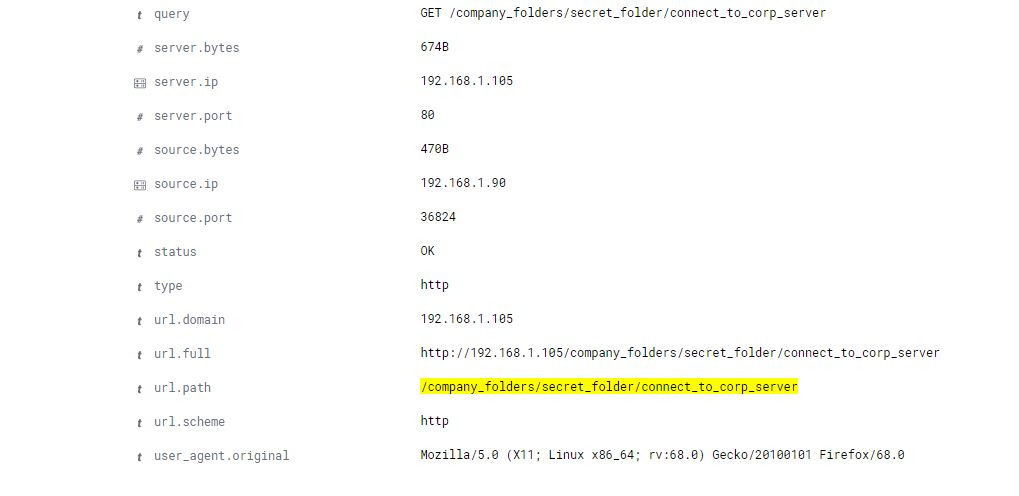 t query GET /company_folders/secret_folder/connect_to_corp_server
# server.bytes 674B
server.ip 192.168.1.105
# server.port 80
# source.bytes 470B
source.ip 192.168.1.90
# source.port 36824
t status OK
t type http
t url.domain 192.168.1.105
t url.full http://192.168.1.105/company_folders/secret_folder/connect_to_corp_server
t url.path /company_folders/secret_folder/connect_to_corp_server
t url.scheme http
t user_agent.original Mozilla/5.0 (X11; Linux x86_64; rv:68.0) Gecko/20100101 Firefox/68.0